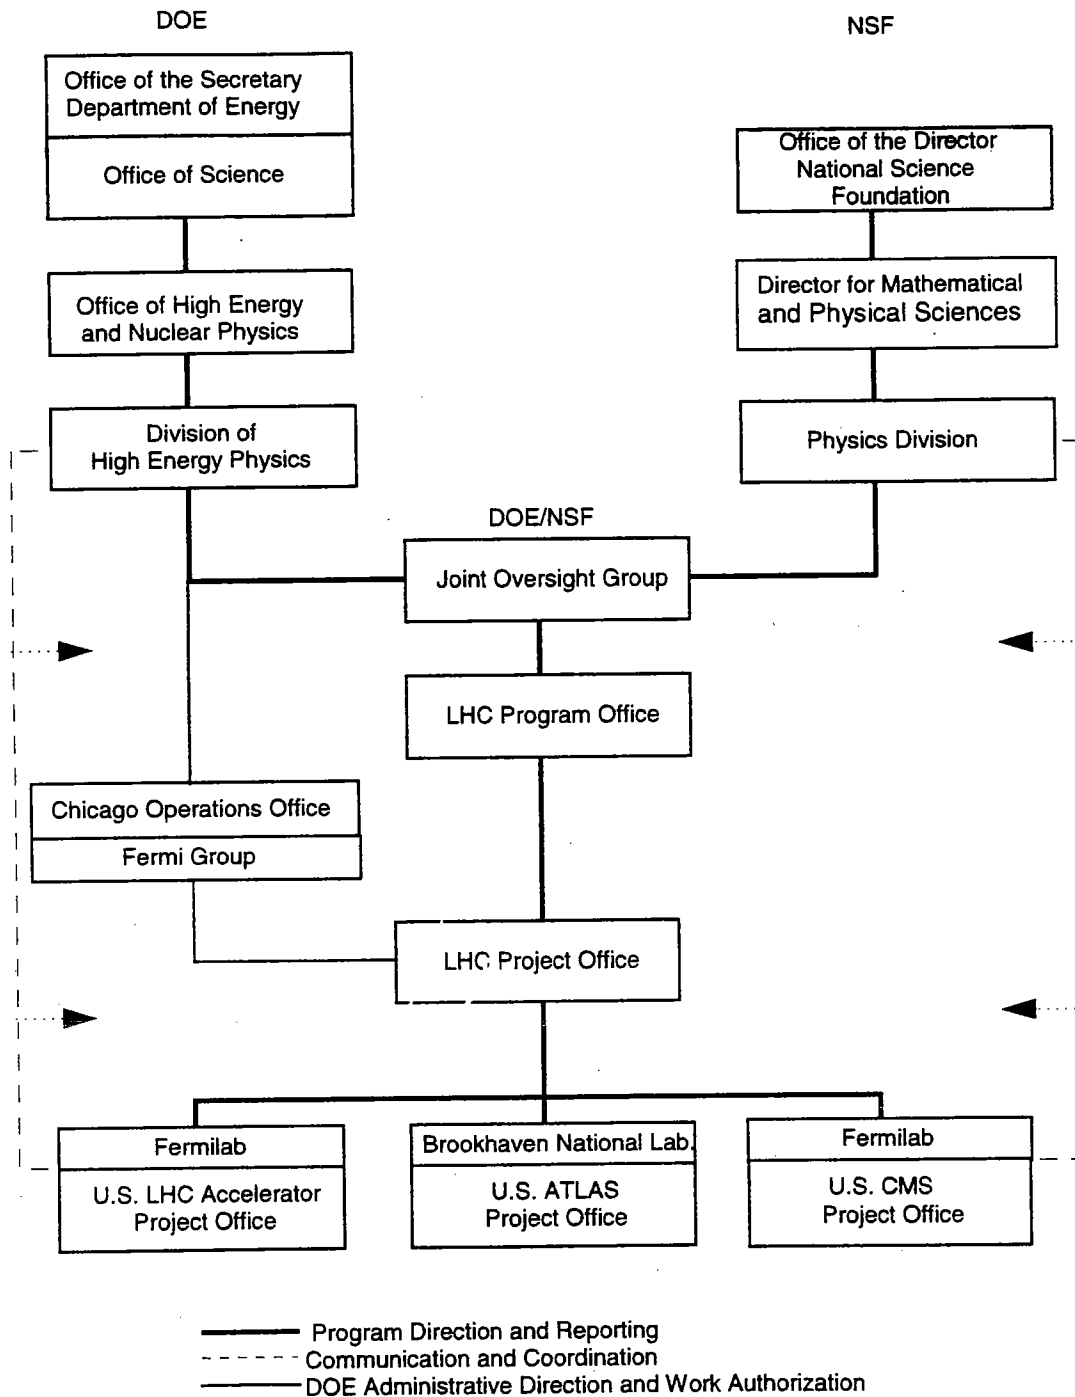 DOE
NSF
Office of the Secretary
Department of Energy
Office of Science
Office of the Director
National Science
Foundation
Office of High Energy
and Nuclear Physics
Director for Mathematical
and Physical Sciences
Division of
High Energy Physics
Physics Division
DOE/NSF
Joint Oversight Group
LHC Program Office
Chicago Operations Office
Fermi Group
LHC Project Office
Fermilab
U.S. LHC Accelerator
Project Office
Brookhaven National Lab.
U.S. ATLAS
Project Office
Fermilab
U.S. CMS
Project Office
Program Direction and Reporting
Communication and Coordination
DOE Administrative Direction and Work Authorization